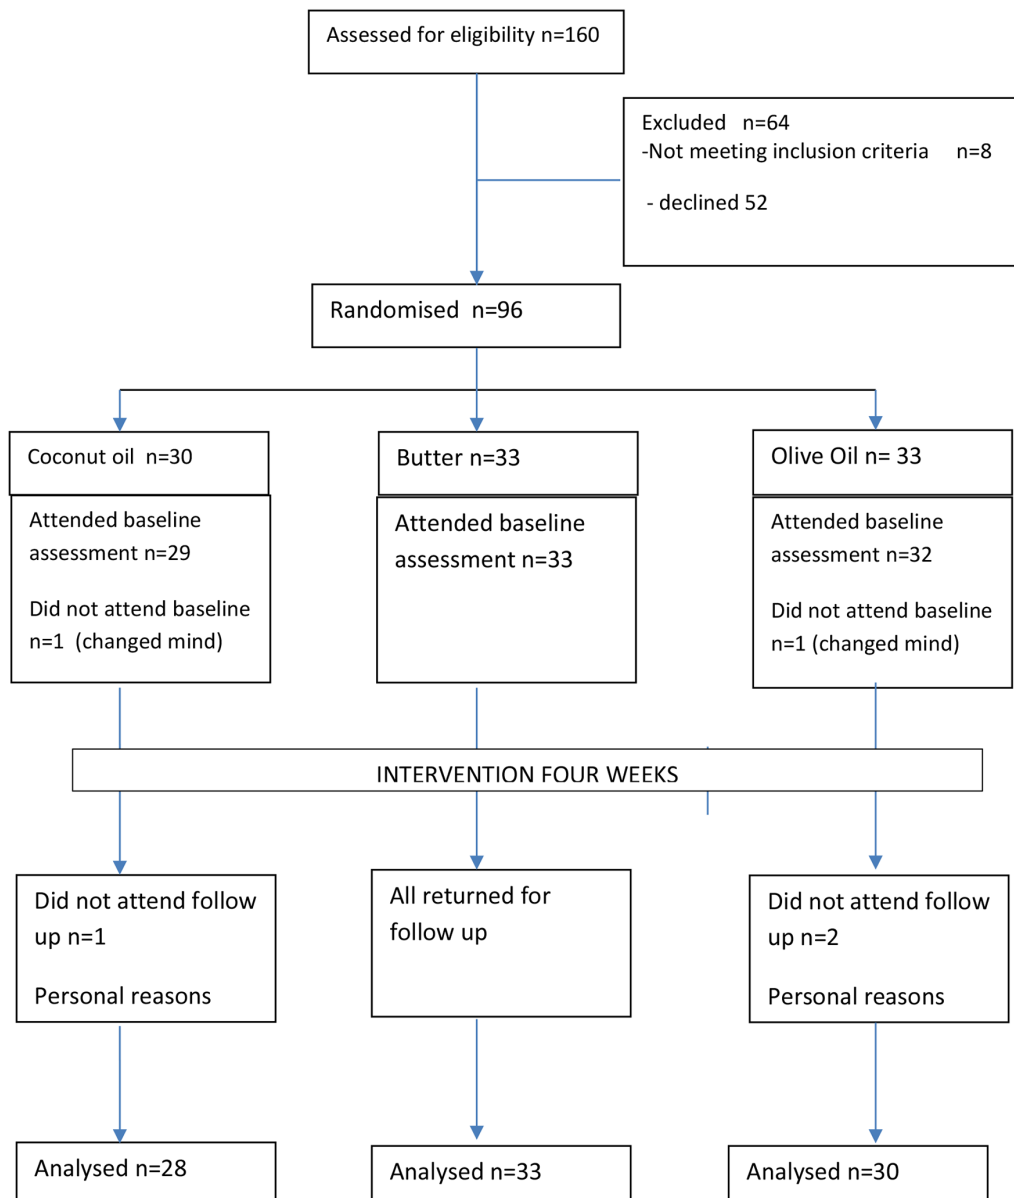 Assessed for eligibility n=160
Excluded n=64
-Not meeting inclusion criteria n=8
- declined 52
Randomised n=96
Coconut oil n=30
Attended baseline
assessment n=29
Did not attend baseline
n=1 (changed mind)
Butter n=33
Attended baseline
assessment n=33
Olive Oil n= 33
Attended baseline
assessment n=32
Did not attend baseline
n=1 (changed mind)
INTERVENTION FOUR WEEKS
Did not attend follow
up n=1
Personal reasons
All returned for
follow up
Did not attend follow
up n=2
Personal reasons
Analysed n=28
Analysed n=33
Analysed n=30